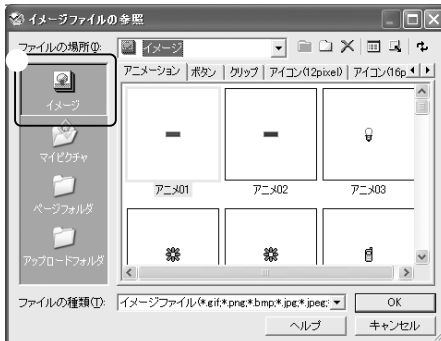 イメージファイルの参照
ファイルの場所(I): イメージ
アニメーション ボタン クリップ アイコン(12pixel) アイコン(16p
イメージ
マイピクチャ
ページフォルダ
アップロードフォルダ
アニメ01 アニメ02 アニメ03
ファイルの種類(T): イメージファイル(*.gif;*.png;*.bmp;*.jpg;*.jpeg; OK
ヘルプ キャンセル